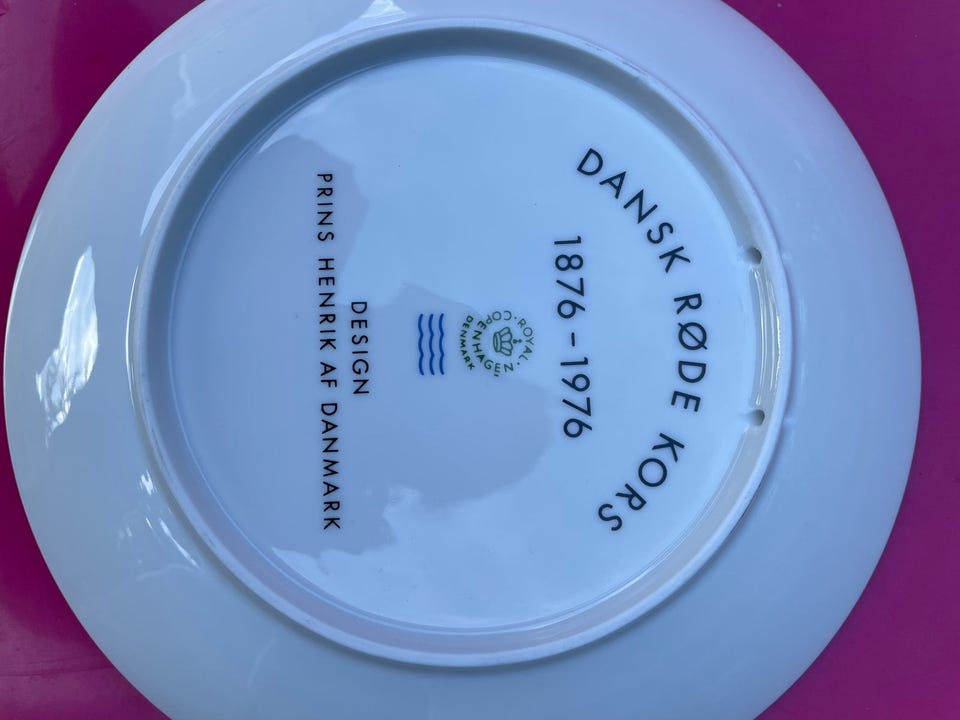 DANSK RØDE KORS
1876-1976
ROYAL
COPENHAGEN
DENMARK
DESIGN
PRINS HENRIK AF DANMARK